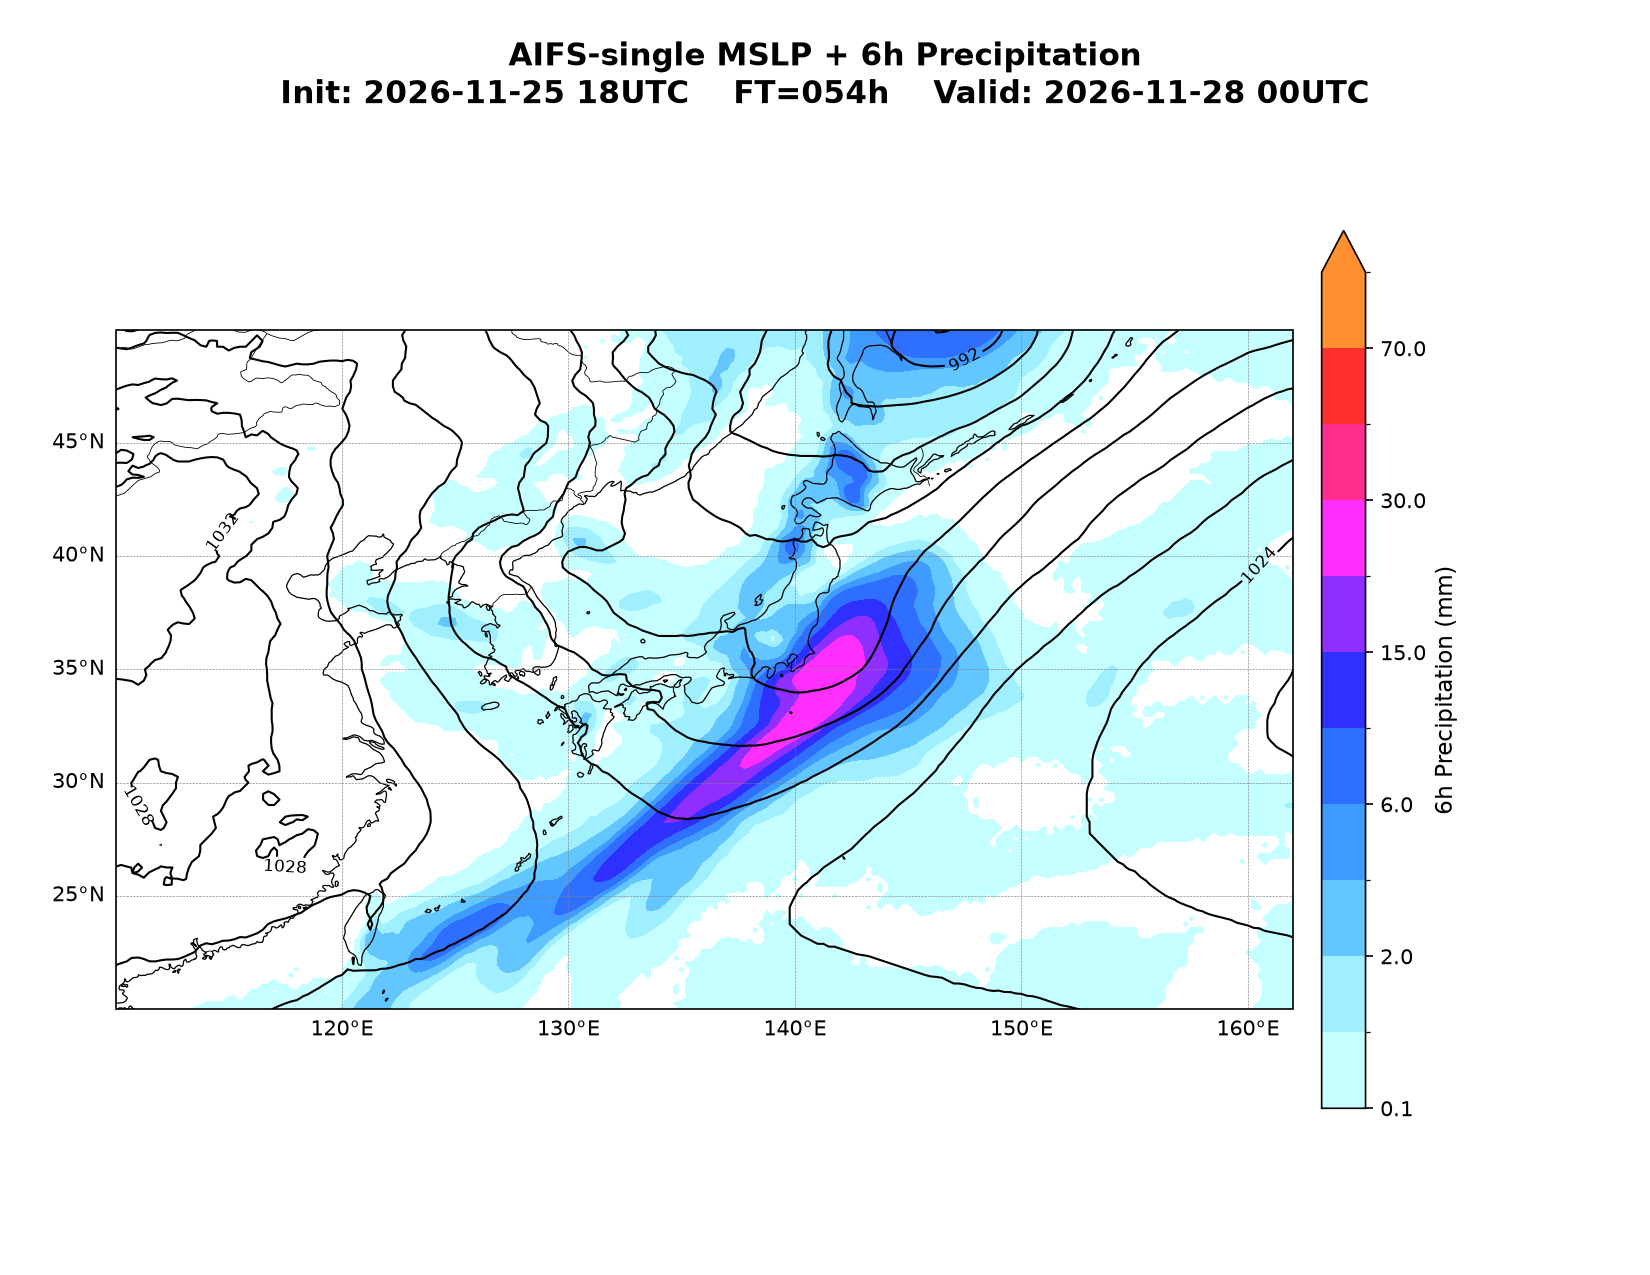 AIFS-single MSLP + 6h Precipitation
Init: 2026-11-25 18UTC    FT=054h    Valid: 2026-11-28 00UTC
992
1032
1024
1028
1028
45°N
40°N
35°N
30°N
25°N
120°E
130°E
140°E
150°E
160°E
70.0
30.0
15.0
6.0
2.0
0.1
6h Precipitation (mm)